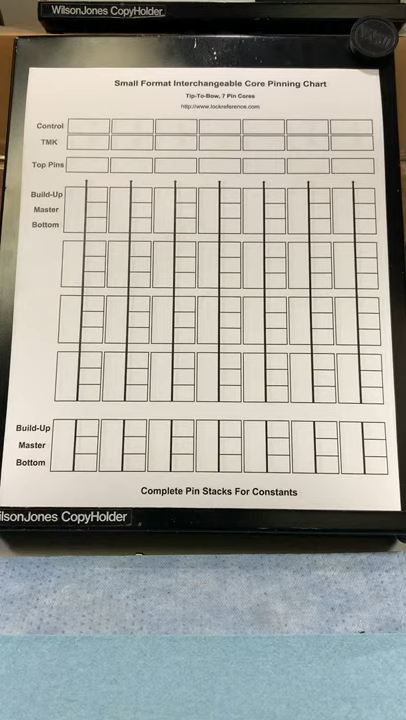 WilsonJones CopyHolder
Small Format Interchangeable Core Pinning Chart
Tip-To-Bow, 7 Pin Cores
http://www.lockreference.com
Control
TMK
Top Pins
Build-Up
Master
Bottom
Build-Up
Master
Bottom
Complete Pin Stacks For Constants
ilsonJones CopyHolder